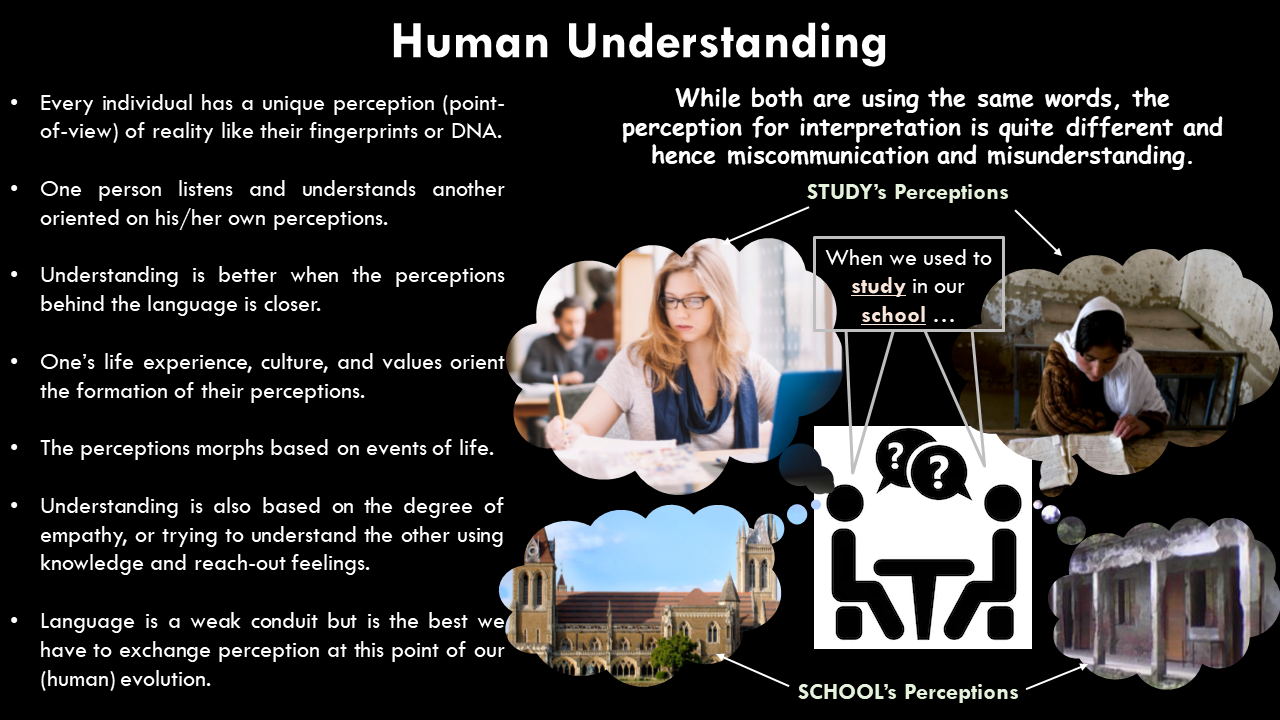 Human Understanding
• Every individual has a unique perception (point-
of-view) of reality like their fingerprints or DNA.
• One person listens and understands another
oriented on his/her own perceptions.
• Understanding is better when the perceptions
behind the language is closer.
• One's life experience, culture, and values orient
the formation of their perceptions.
• The perceptions morphs based on events of life.
• Understanding is also based on the degree of
empathy, or trying to understand the other using
knowledge and reach-out feelings.
• Language is a weak conduit but is the best we
have to exchange perception at this point of our
(human) evolution.
While both are using the same words, the
perception for interpretation is quite different and
hence miscommunication and misunderstanding.
STUDY's Perceptions
When we used to
study in our
school ...
? ?
SCHOOL's Perceptions